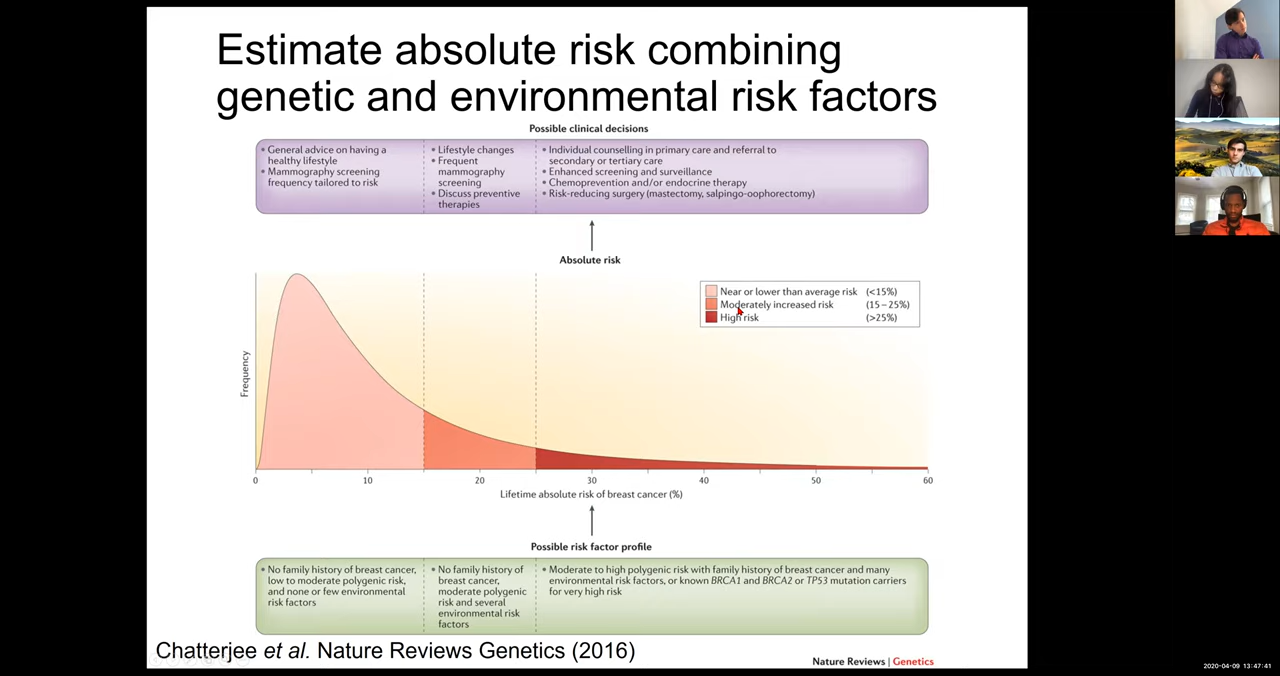 Estimate absolute risk combining
genetic and environmental risk factors
Possible clinical decisions
• General advice on having a
healthy lifestyle
• Mammography screening
frequency tailored to risk
• Lifestyle changes
• Frequent
mammography
screening
• Discuss preventive
therapies
• Individual counselling in primary care and referral to
secondary or tertiary care
• Enhanced screening and surveillance
• Chemoprevention and/or endocrine therapy
• Risk-reducing surgery (mastectomy, salpingo-oophorectomy)
Absolute risk
Near or lower than average risk (<15%)
Moderately increased risk (15–25%)
High risk (>25%)
Frequency
0 10 20 30 40 50 60
Lifetime absolute risk of breast cancer (%)
Possible risk factor profile
• No family history of breast cancer,
low to moderate polygenic risk,
and none or few environmental
risk factors
• No family history of
breast cancer,
moderate polygenic
risk and several
environmental risk
factors
• Moderate to high polygenic risk with family history of breast cancer and many
environmental risk factors, or known BRCA1 and BRCA2 or TP53 mutation carriers
for very high risk
Chatterjee et al. Nature Reviews Genetics (2016)
Nature Reviews | Genetics
2020-04-09 13:47:41